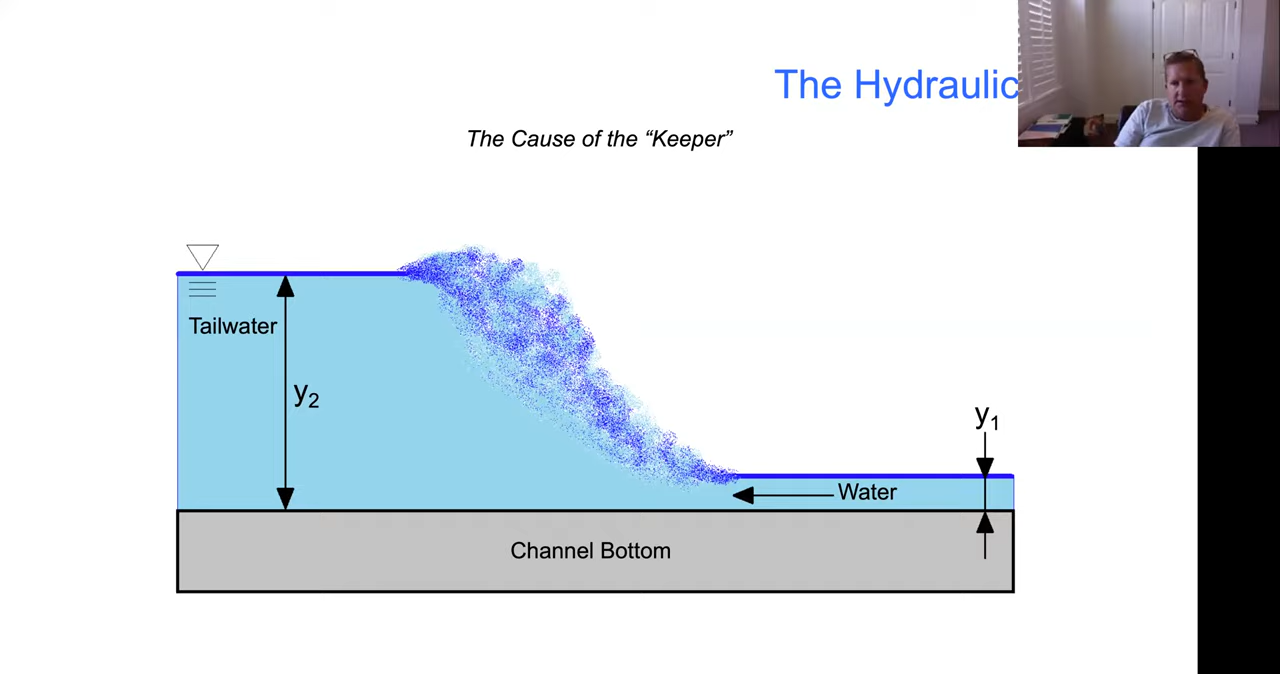 The Hydraulic
The Cause of the “Keeper”
Tailwater
y₂
y₁
Water
Channel Bottom